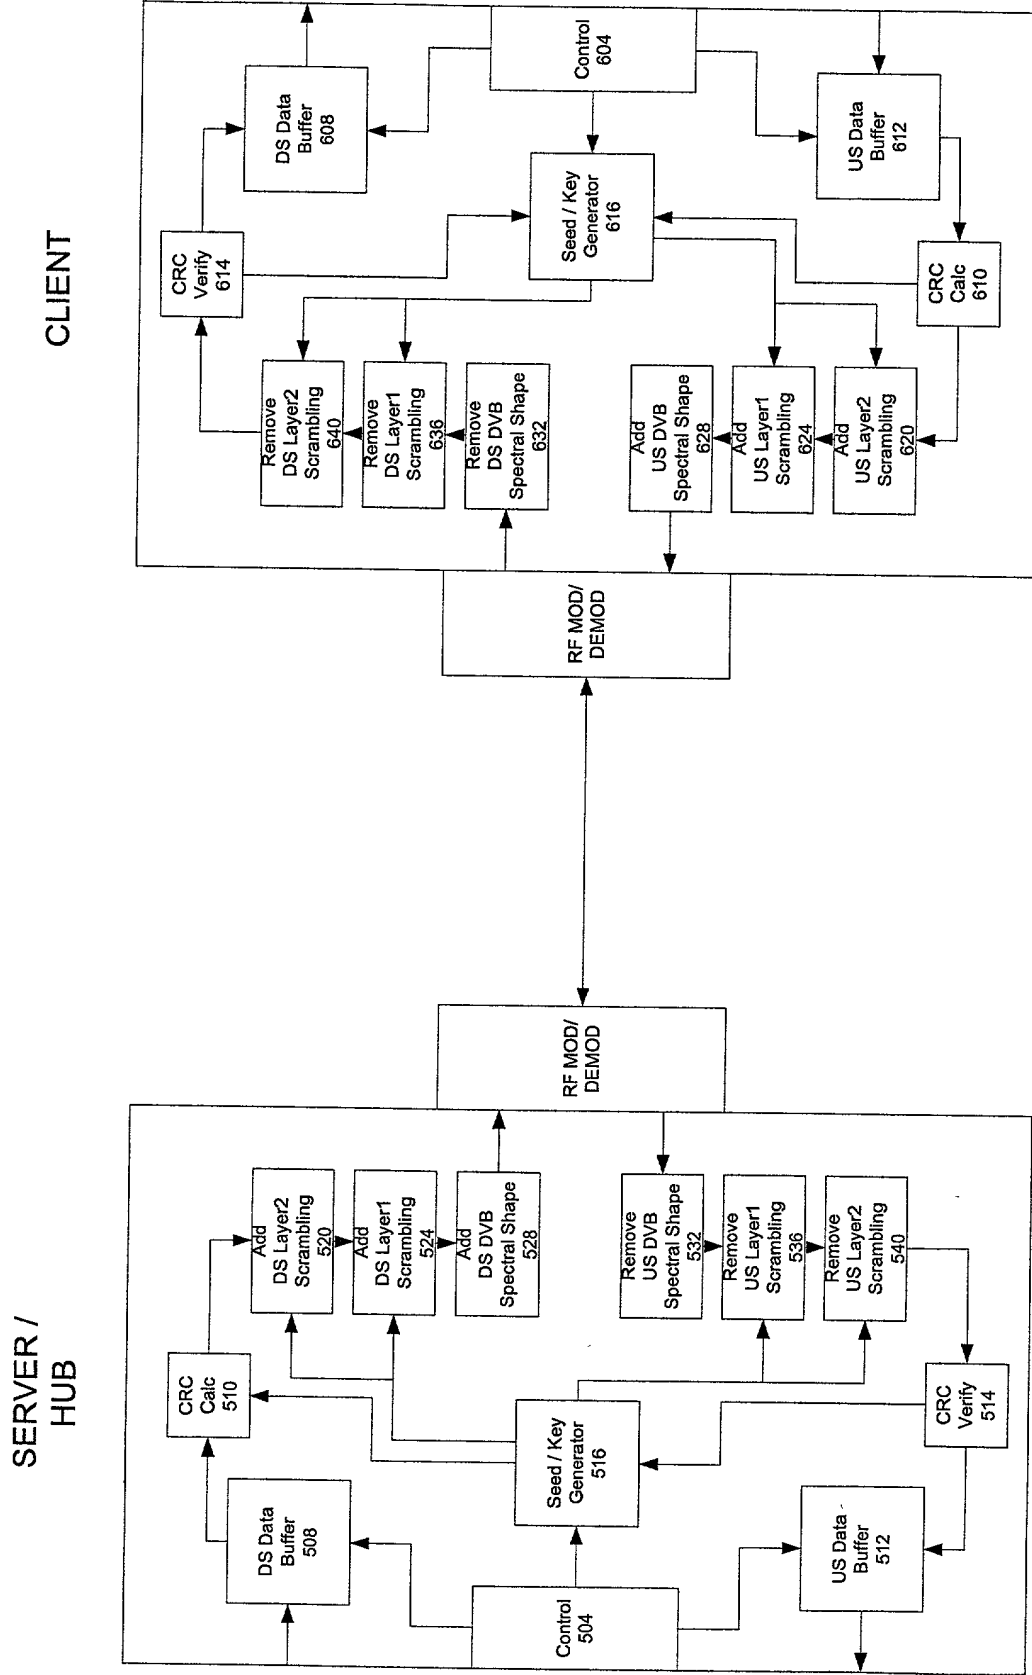 SERVER /
HUB
DS Data
Buffer
508
CRC
Calc
510
Add
DS Layer2
Scrambling
520
Add
DS Layer1
Scrambling
524
Add
DS DVB
Spectral Shape
528
Control
504
Seed / Key
Generator
516
Remove
US DVB
Spectral Shape
532
Remove
US Layer1
Scrambling
536
Remove
US Layer2
Scrambling
540
US Data
Buffer
512
CRC
Verify
514
RF MOD/
DEMOD
CLIENT
RF MOD/
DEMOD
Remove
DS Layer2
Scrambling
640
Remove
DS Layer1
Scrambling
636
Remove
DS DVB
Spectral Shape
632
CRC
Verify
614
DS Data
Buffer
608
Seed / Key
Generator
616
Control
604
Add
US DVB
Spectral Shape
628
Add
US Layer1
Scrambling
624
Add
US Layer2
Scrambling
620
CRC
Calc
610
US Data
Buffer
612